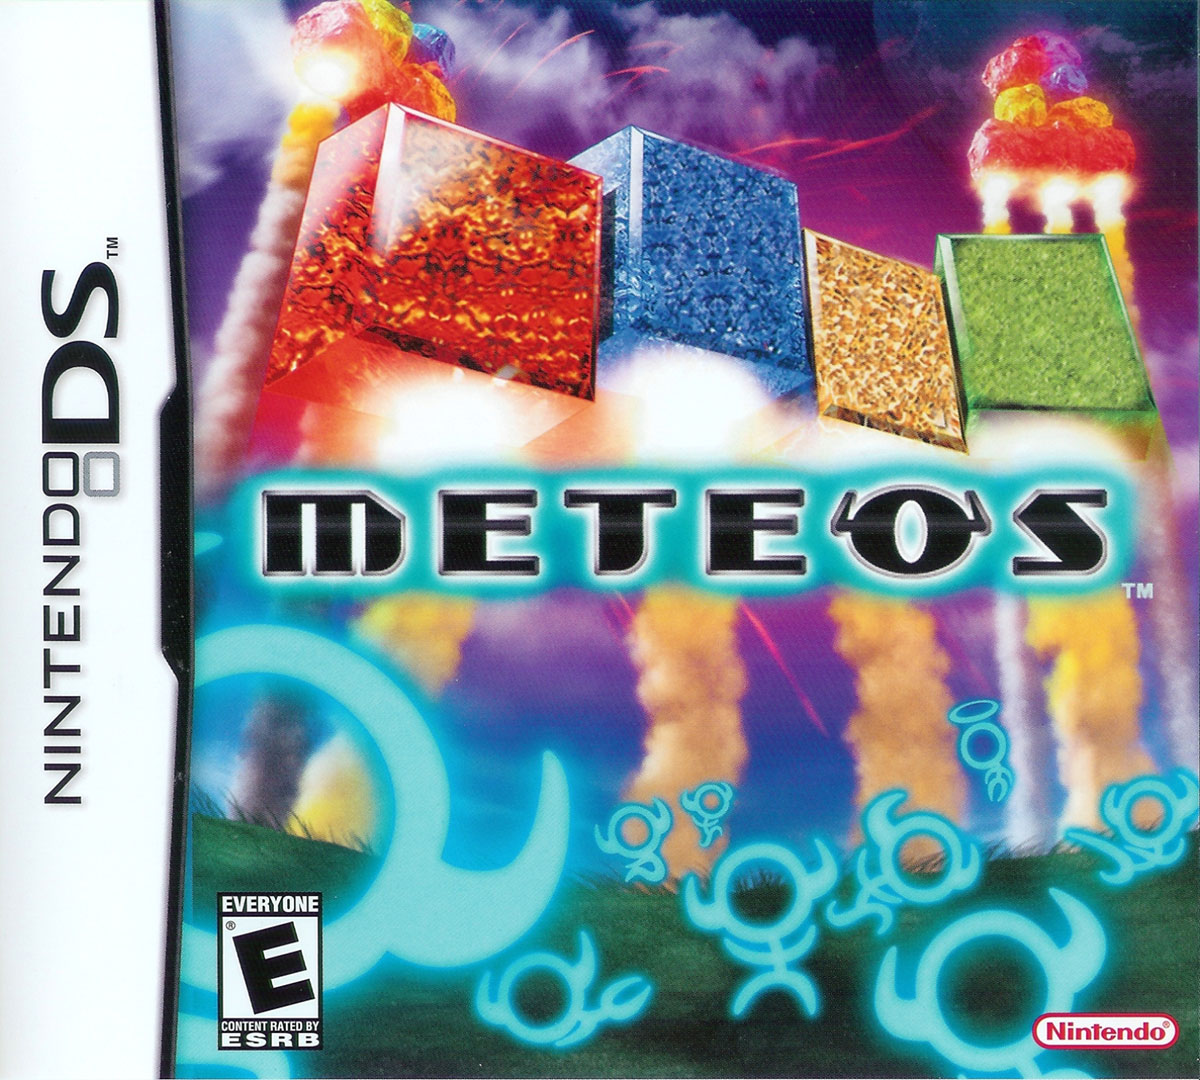 NINTENDO DS™
METEOS™
EVERYONE
E®
CONTENT RATED BY
ESRB
Nintendo®